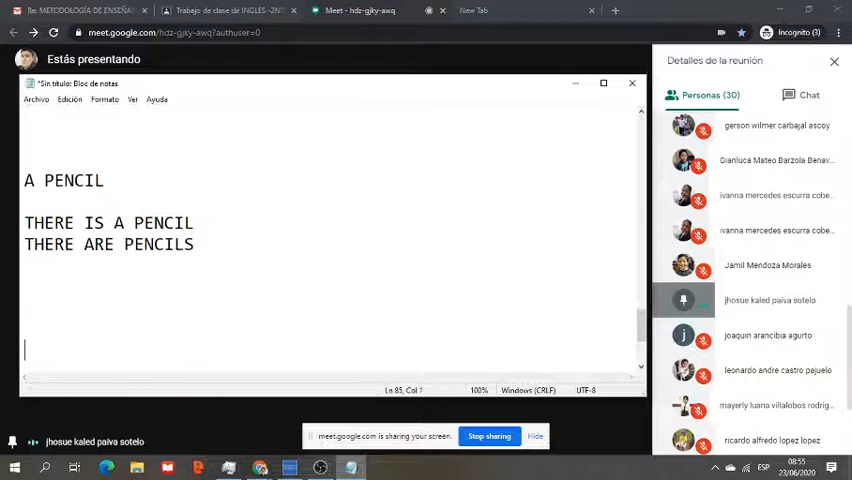 Re: METODOLOGÍA DE ENSEÑA
Trabajo de clase de INGLES -2N
Meet - hdz-gjky-awq
New Tab
meet.google.com/hdz-gjky-awq?authuser=0
Incognito (3)
Estás presentando
*Sin título: Bloc de notas
Archivo Edición Formato Ver Ayuda
A PENCIL
THERE IS A PENCIL
THERE ARE PENCILS
Ln 85, Col 1
100%
Windows (CRLF)
UTF-8
jhosue kaled paiva sotelo
meet.google.com is sharing your screen.
Stop sharing
Hide
Detalles de la reunión
Personas (30)
Chat
gerson wilmer carbajal ascoy
Gianluca Mateo Barzola Benav...
ivanna mercedes escurra cobe...
ivanna mercedes escurra cobe...
Jamil Mendoza Morales
jhosue kaled paiva sotelo
j
joaquin arancibia agurto
leonardo andre castro pajuelo
mayerly luana villalobos rodrig...
ricardo alfredo lopez lopez
ESP
08:55
23/06/2020